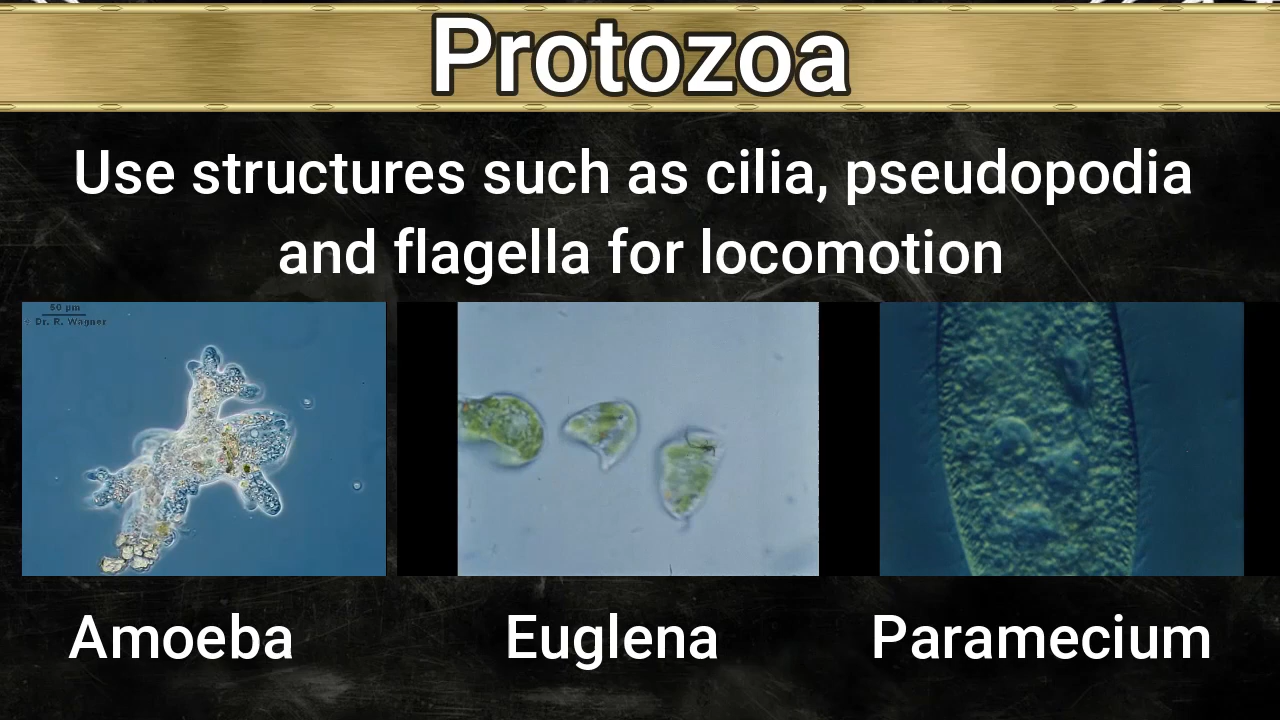 Protozoa
Use structures such as cilia, pseudopodia
and flagella for locomotion
50 µm
Dr. R. Wagner
Amoeba
Euglena
Paramecium